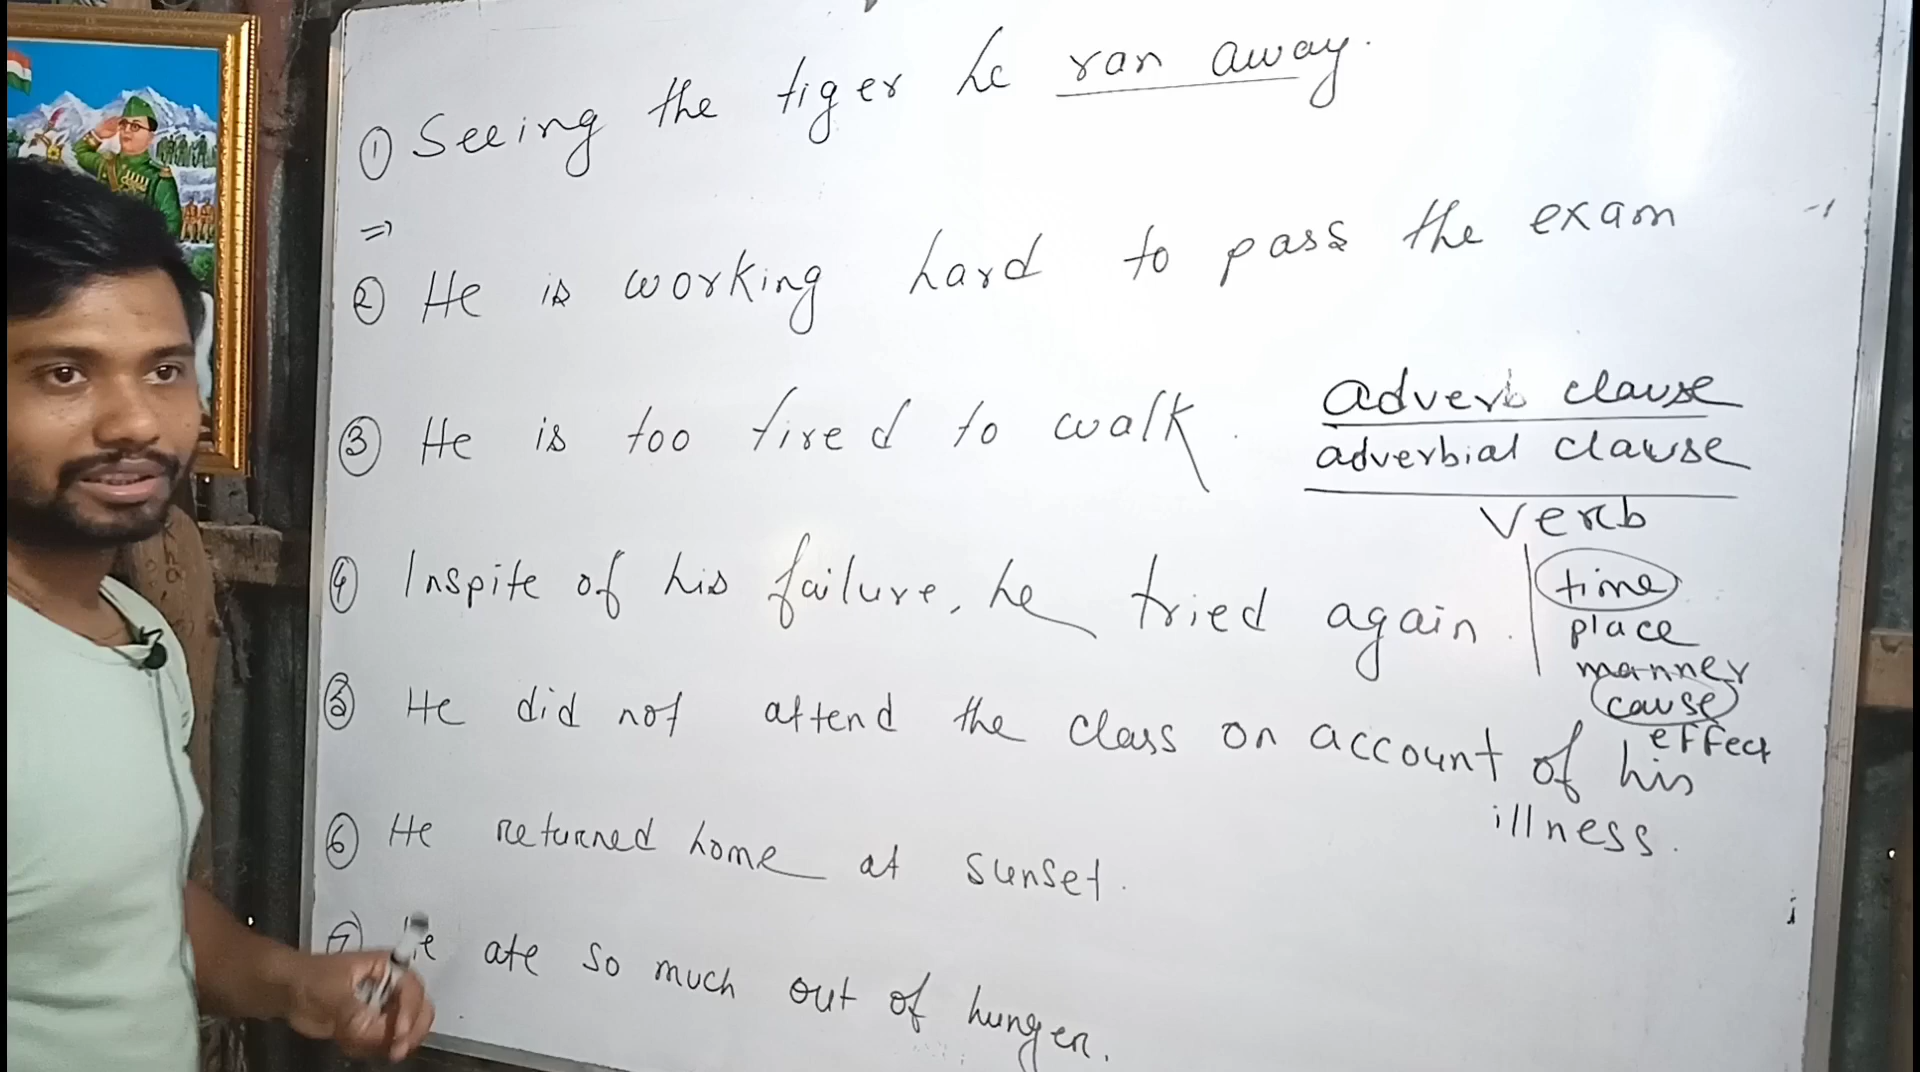 ① Seeing the tiger he ran away.
⇒
② He is working hard to pass the exam
③ He is too tired to walk.
adverb clause
adverbial clause
verb
time
place
manner
cause
effect
④ Inspite of his failure, he tried again.
⑤ He did not attend the class on account of his
illness.
⑥ He returned home at sunset.
⑦ He ate so much out of hunger.